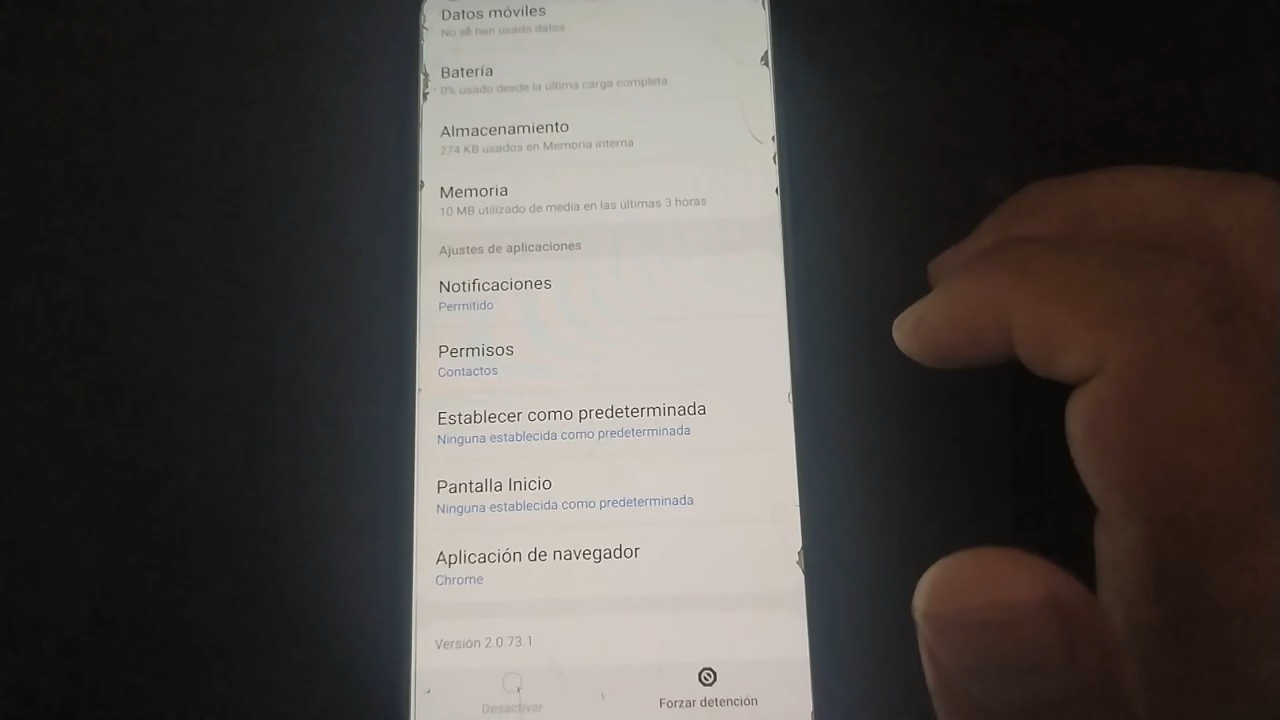 Datos móviles
No se han usado datos
Batería
0% usado desde la última carga completa
Almacenamiento
274 KB usados en Memoria interna
Memoria
10 MB utilizado de media en las últimas 3 horas
Ajustes de aplicaciones
Notificaciones
Permitido
Permisos
Contactos
Establecer como predeterminada
Ninguna establecida como predeterminada
Pantalla Inicio
Ninguna establecida como predeterminada
Aplicación de navegador
Chrome
Versión 2.0.73.1
Desactivar
Forzar detención